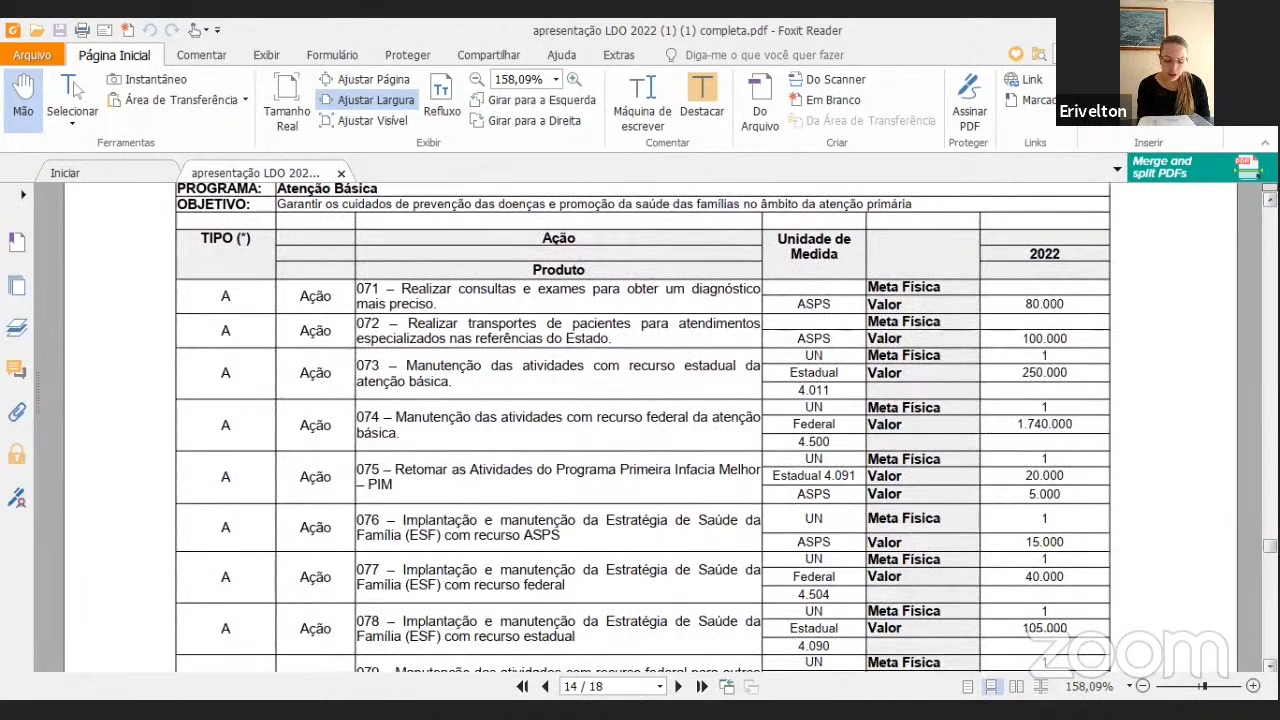 apresentação LDO 2022 (1) (1) completa.pdf - Foxit Reader
Arquivo Página Inicial Comentar Exibir Formulário Proteger Compartilhar Ajuda Extras Diga-me o que você quer fazer
Mão
Selecionar
Instantâneo
Área de Transferência
Ferramentas
Tamanho
Real
Ajustar Página
Ajustar Largura
Ajustar Visível
Refluxo
158,09%
Girar para a Esquerda
Girar para a Direita
Exibir
Máquina de
escrever
Destacar
Comentar
Do
Arquivo
Do Scanner
Em Branco
Da Área de Transferência
Criar
Assinar
PDF
Proteger
Link
Marcad
Links
Inserir
Erivelton
Iniciar
apresentação LDO 202...
Merge and
split PDFs
PROGRAMA: Atenção Básica
OBJETIVO: Garantir os cuidados de prevenção das doenças e promoção da saúde das famílias no âmbito da atenção primária
TIPO (*) Ação Unidade de
Medida 2022
Produto
A Ação 071 – Realizar consultas e exames para obter um diagnóstico Meta Física
mais preciso. ASPS Valor 80.000
A Ação 072 – Realizar transportes de pacientes para atendimentos Meta Física
especializados nas referências do Estado. ASPS Valor 100.000
A Ação 073 – Manutenção das atividades com recurso estadual da UN Meta Física 1
atenção básica. Estadual Valor 250.000
4.011
A Ação 074 – Manutenção das atividades com recurso federal da atenção UN Meta Física 1
básica. Federal Valor 1.740.000
4.500
A Ação 075 – Retomar as Atividades do Programa Primeira Infacia Melhor UN Meta Física 1
– PIM Estadual 4.091 Valor 20.000
ASPS Valor 5.000
A Ação 076 – Implantação e manutenção da Estratégia de Saúde da UN Meta Física 1
Família (ESF) com recurso ASPS ASPS Valor 15.000
A Ação 077 – Implantação e manutenção da Estratégia de Saúde da UN Meta Física 1
Família (ESF) com recurso federal Federal Valor 40.000
4.504
A Ação 078 – Implantação e manutenção da Estratégia de Saúde da UN Meta Física 1
Família (ESF) com recurso estadual Estadual Valor 105.000
4.090
079 – Manutenção das atividades com recurso federal para outros UN Meta Física 1
zoom
14 / 18
158,09%